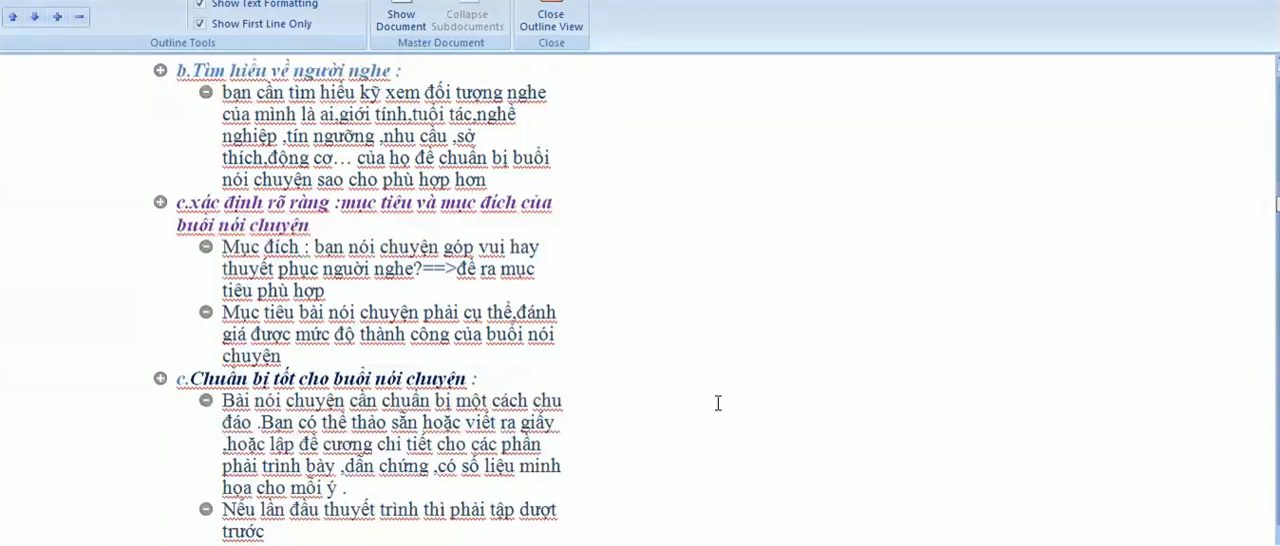 Show Text Formatting
Show First Line Only
Show Document
Collapse Subdocuments
Close Outline View
Outline Tools
Master Document
Close
b.Tìm hiểu về người nghe :
bạn cần tìm hiểu kỹ xem đối tượng nghe
của mình là ai,giới tính,tuổi tác,nghề
nghiệp ,tín ngưỡng ,nhu cầu ,sở
thích,động cơ… của họ để chuẩn bị buổi
nói chuyện sao cho phù hợp hơn
c.xác định rõ ràng :mục tiêu và mục đích của
buổi nói chuyện
Mục đích : bạn nói chuyện góp vui hay
thuyết phục nguời nghe?==>đề ra mục
tiêu phù hợp
Mục tiêu bài nói chuyện phải cụ thể,đánh
giá được mức độ thành công của buổi nói
chuyện
c.Chuẩn bị tốt cho buổi nói chuyện :
Bài nói chuyện cần chuẩn bị một cách chu
đáo .Bạn có thể thảo sẵn hoặc viết ra giấy
,hoặc lập đề cương chi tiết cho các phần
phải trình bày ,dẫn chứng ,có số liệu minh
họa cho mỗi ý .
Nếu lần đầu thuyết trình thì phải tập dượt
trước